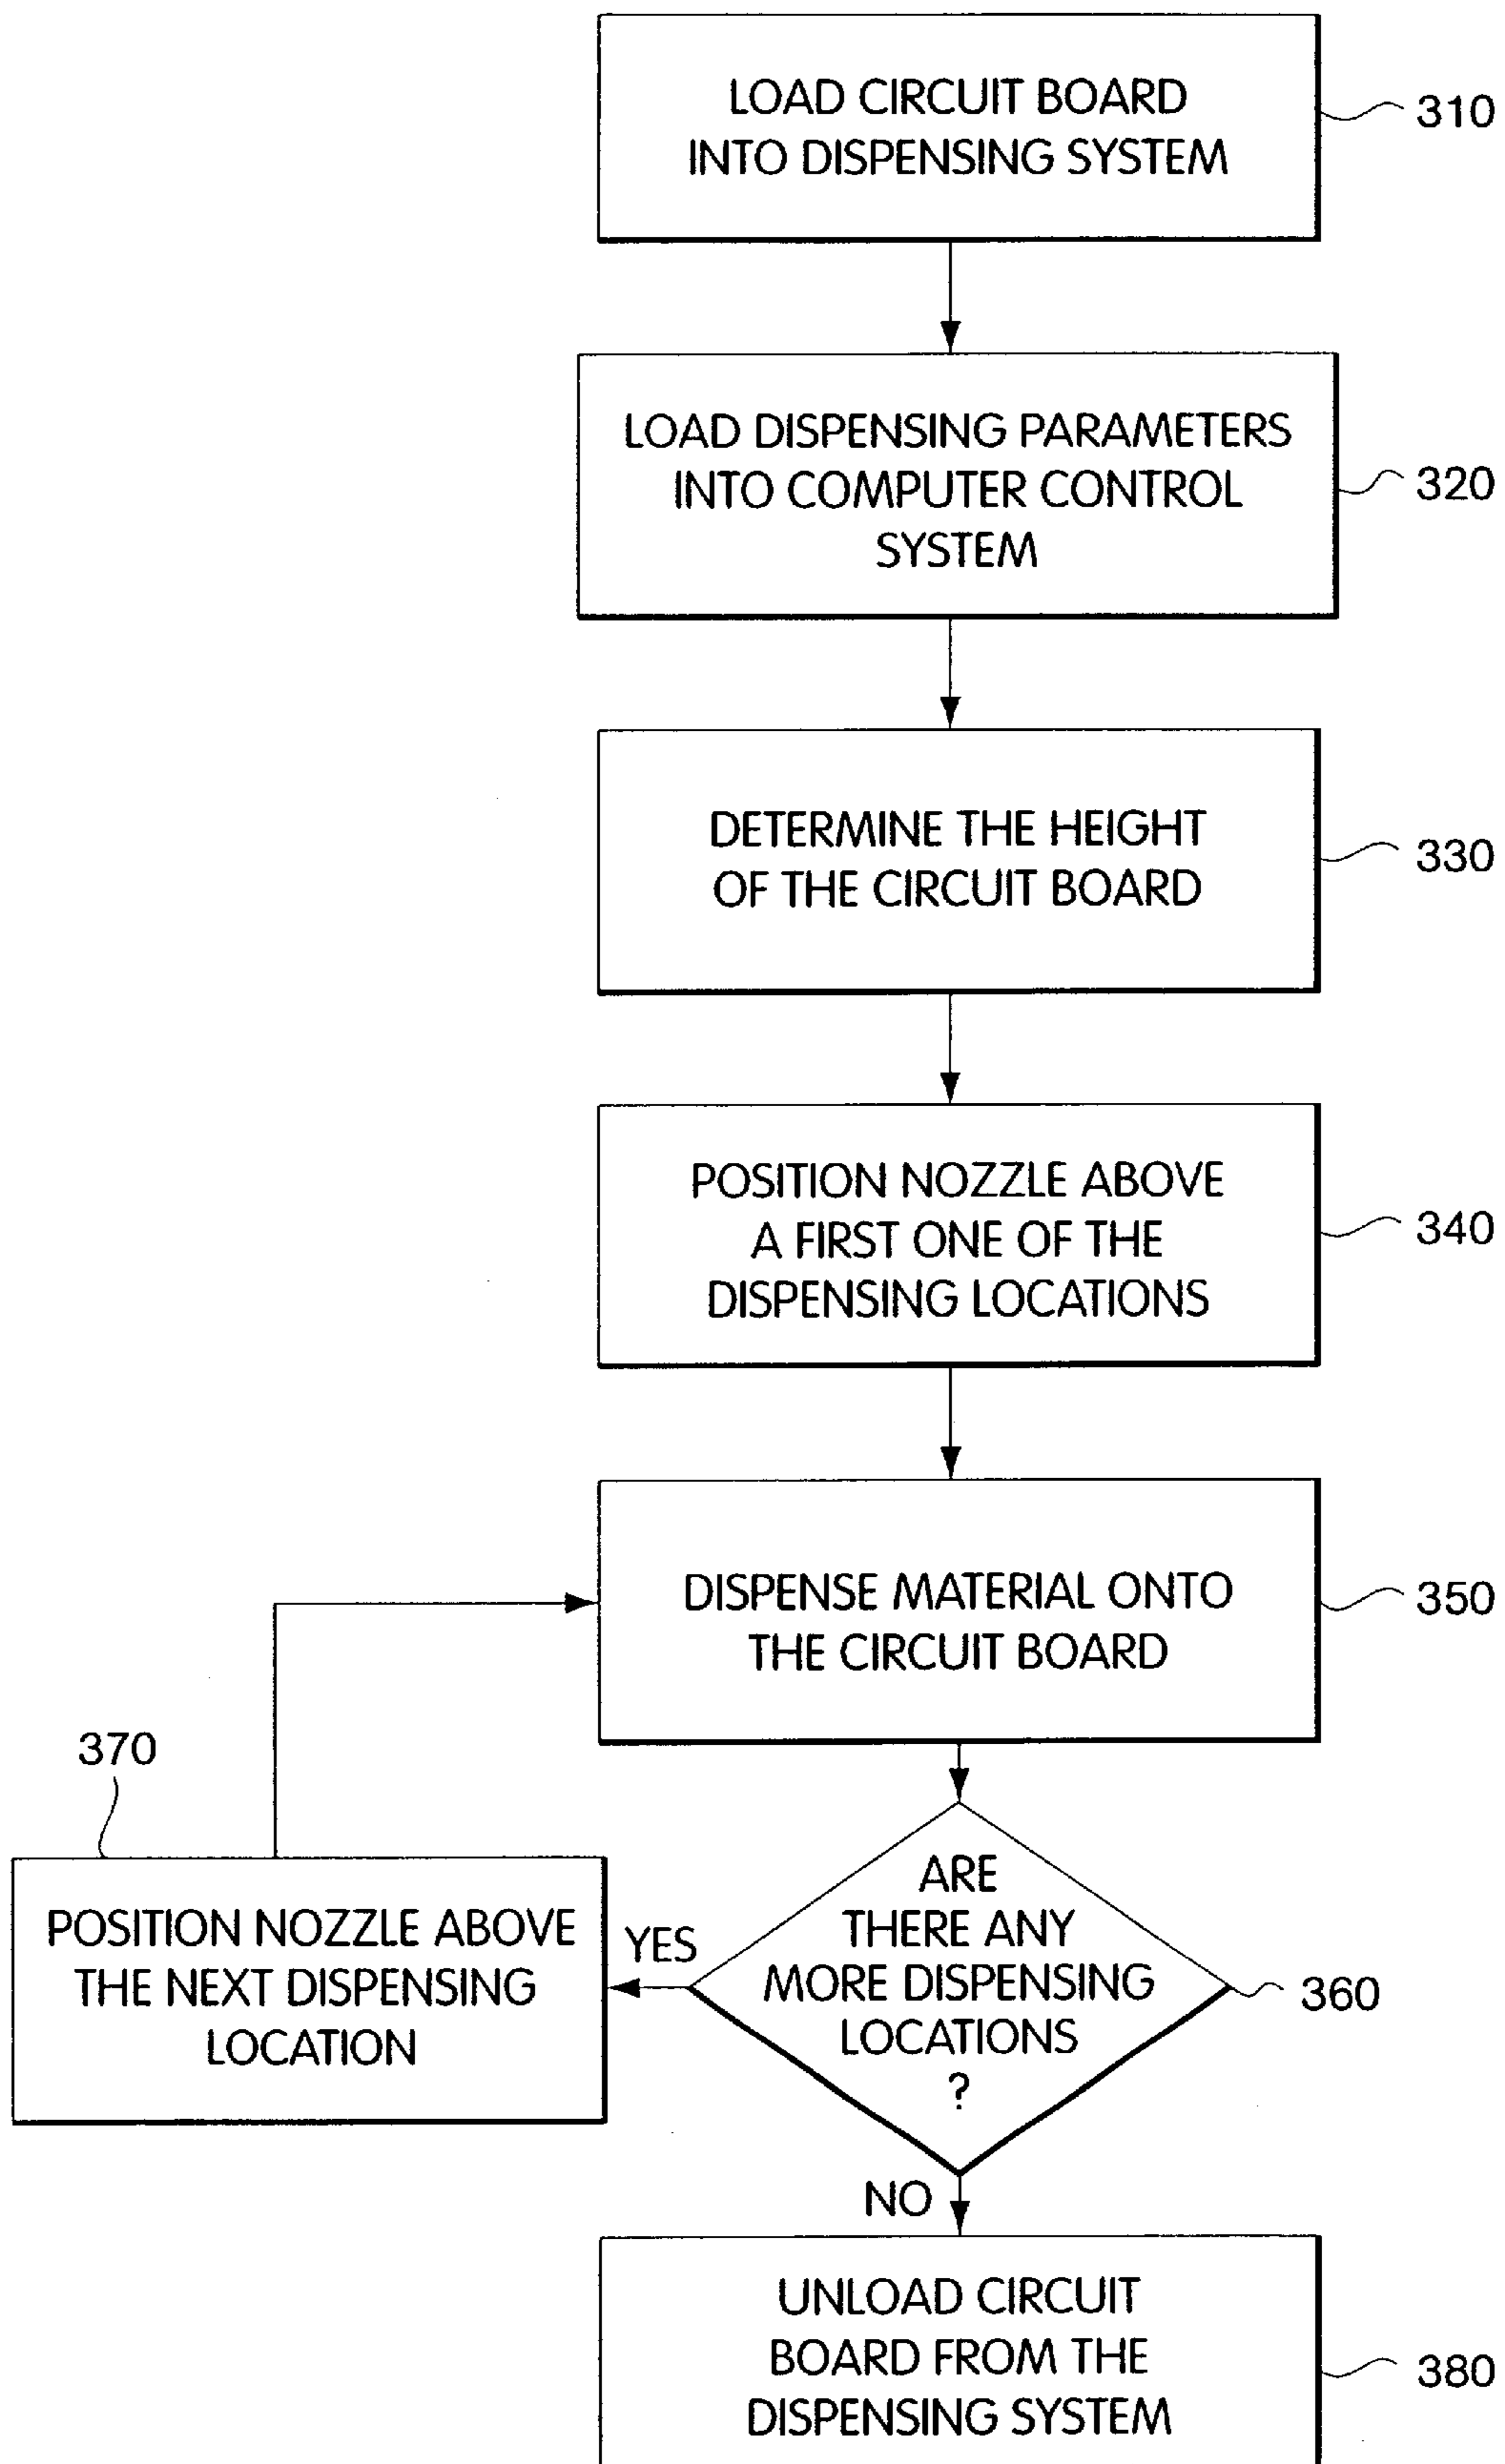 LOAD CIRCUIT BOARD
INTO DISPENSING SYSTEM
310
LOAD DISPENSING PARAMETERS
INTO COMPUTER CONTROL
SYSTEM
320
DETERMINE THE HEIGHT
OF THE CIRCUIT BOARD
330
POSITION NOZZLE ABOVE
A FIRST ONE OF THE
DISPENSING LOCATIONS
340
DISPENSE MATERIAL ONTO
THE CIRCUIT BOARD
350
370
POSITION NOZZLE ABOVE
THE NEXT DISPENSING
LOCATION
YES
ARE
THERE ANY
MORE DISPENSING
LOCATIONS
?
360
NO
UNLOAD CIRCUIT
BOARD FROM THE
DISPENSING SYSTEM
380